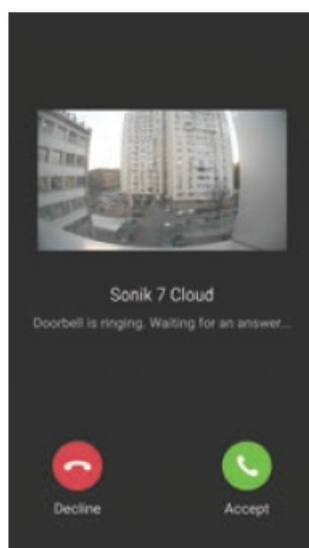 Sonik 7 Cloud
Doorbell is ringing. Waiting for an answer...
Decline
Accept